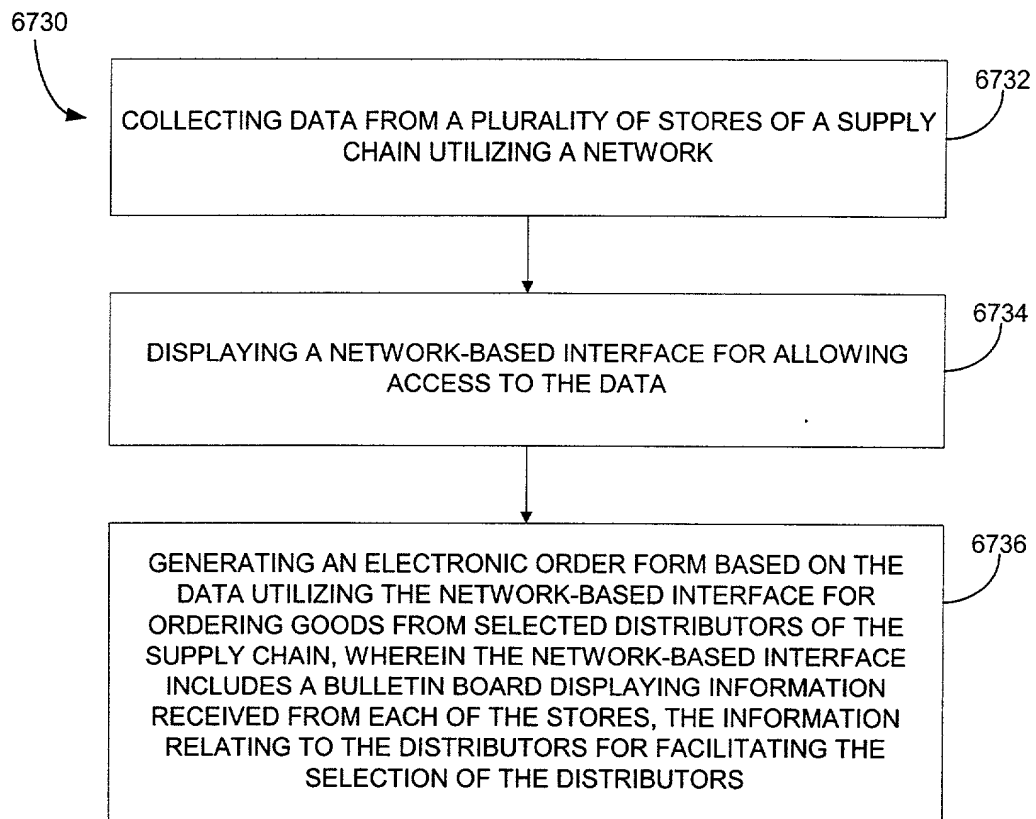 6730
6732
COLLECTING DATA FROM A PLURALITY OF STORES OF A SUPPLY
CHAIN UTILIZING A NETWORK
6734
DISPLAYING A NETWORK-BASED INTERFACE FOR ALLOWING
ACCESS TO THE DATA
6736
GENERATING AN ELECTRONIC ORDER FORM BASED ON THE
DATA UTILIZING THE NETWORK-BASED INTERFACE FOR
ORDERING GOODS FROM SELECTED DISTRIBUTORS OF THE
SUPPLY CHAIN, WHEREIN THE NETWORK-BASED INTERFACE
INCLUDES A BULLETIN BOARD DISPLAYING INFORMATION
RECEIVED FROM EACH OF THE STORES, THE INFORMATION
RELATING TO THE DISTRIBUTORS FOR FACILITATING THE
SELECTION OF THE DISTRIBUTORS